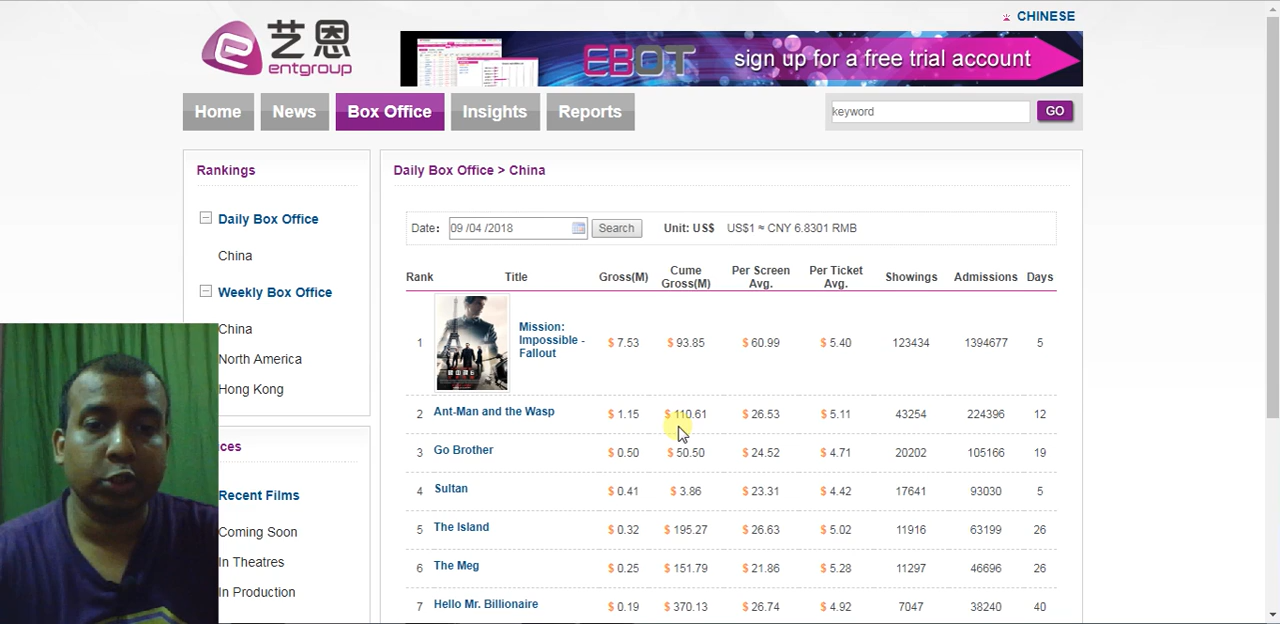 CHINESE
艺恩
entgroup
EBOT sign up for a free trial account
Home News Box Office Insights Reports keyword GO
Rankings
Daily Box Office
China
Weekly Box Office
China
North America
Hong Kong
ces
Recent Films
Coming Soon
In Theatres
In Production
Daily Box Office > China
Date: 09 /04 /2018 Search Unit: US$ US$1 ≈ CNY 6.8301 RMB
Rank Title Gross(M) Cume Gross(M) Per Screen Avg. Per Ticket Avg. Showings Admissions Days
1 Mission: Impossible - Fallout $ 7.53 $ 93.85 $ 60.99 $ 5.40 123434 1394677 5
2 Ant-Man and the Wasp $ 1.15 $ 110.61 $ 26.53 $ 5.11 43254 224396 12
3 Go Brother $ 0.50 $ 50.50 $ 24.52 $ 4.71 20202 105166 19
4 Sultan $ 0.41 $ 3.86 $ 23.31 $ 4.42 17641 93030 5
5 The Island $ 0.32 $ 195.27 $ 26.63 $ 5.02 11916 63199 26
6 The Meg $ 0.25 $ 151.79 $ 21.86 $ 5.28 11297 46696 26
7 Hello Mr. Billionaire $ 0.19 $ 370.13 $ 26.74 $ 4.92 7047 38240 40